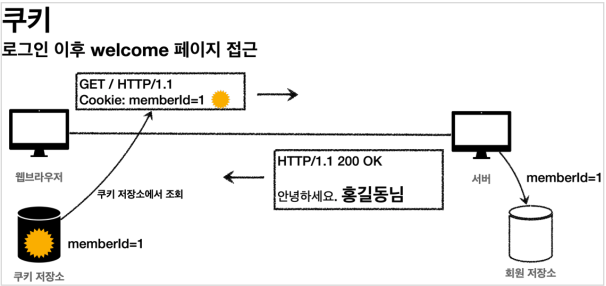 쿠키
로그인 이후 welcome 페이지 접근
GET / HTTP/1.1
Cookie: memberId=1
HTTP/1.1 200 OK
안녕하세요. 홍길동님
웹브라우저
서버
memberId=1
쿠키 저장소에서 조회
memberId=1
쿠키 저장소
회원 저장소